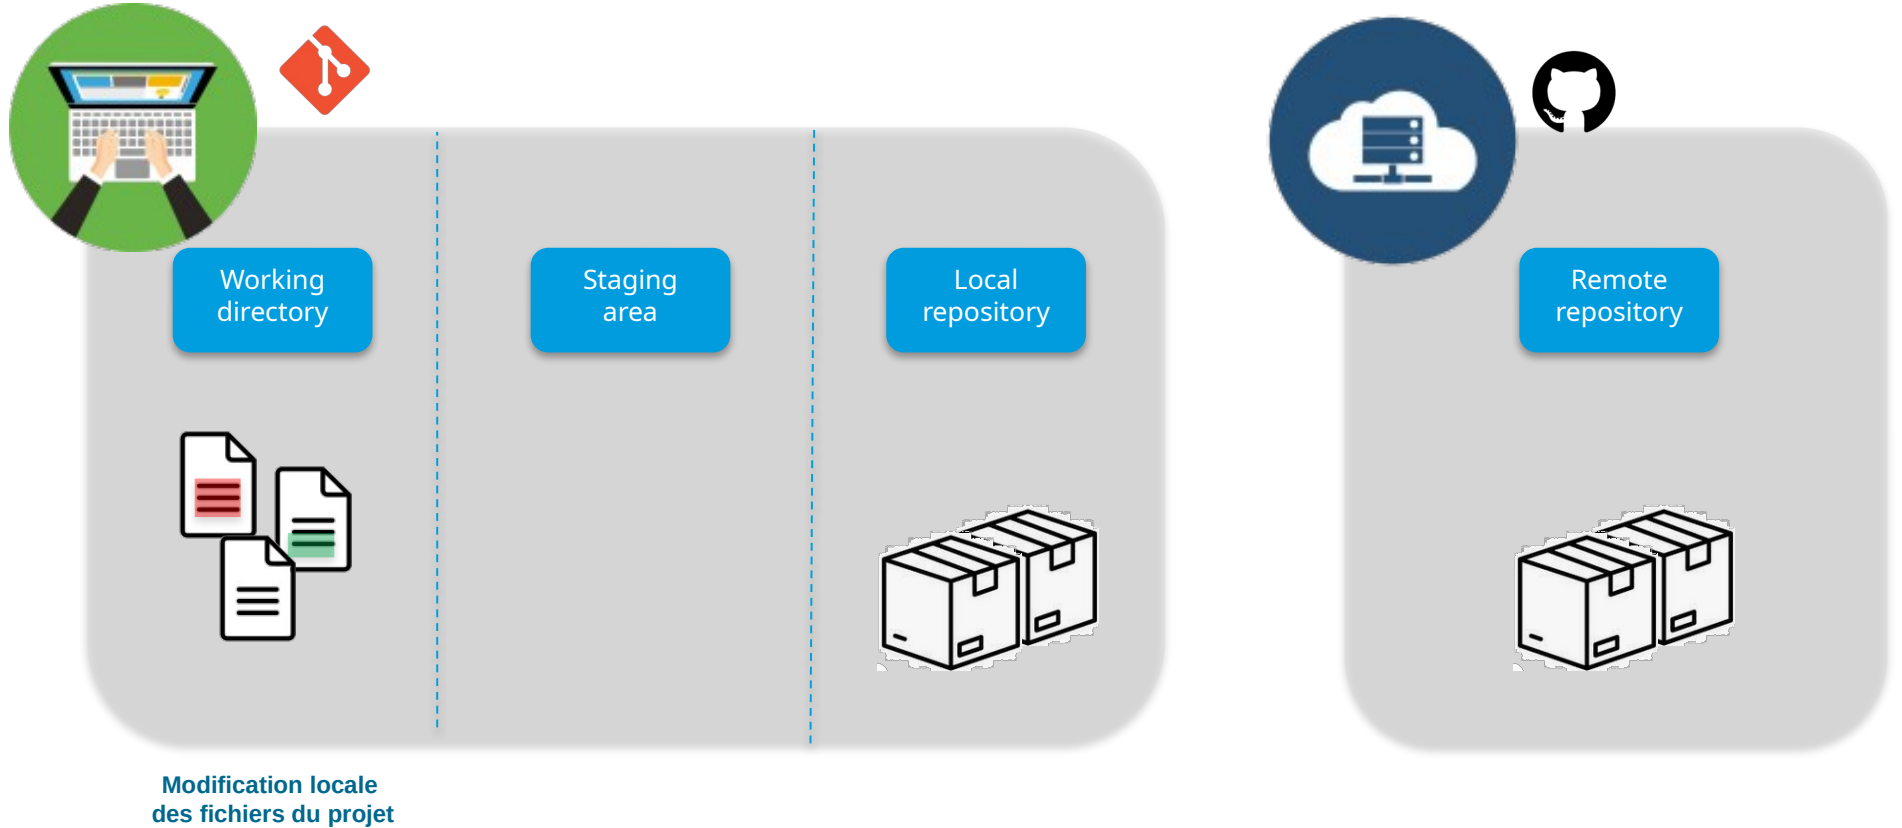 Working
directory
Staging
area
Local
repository
Remote
repository
Modification locale
des fichiers du projet